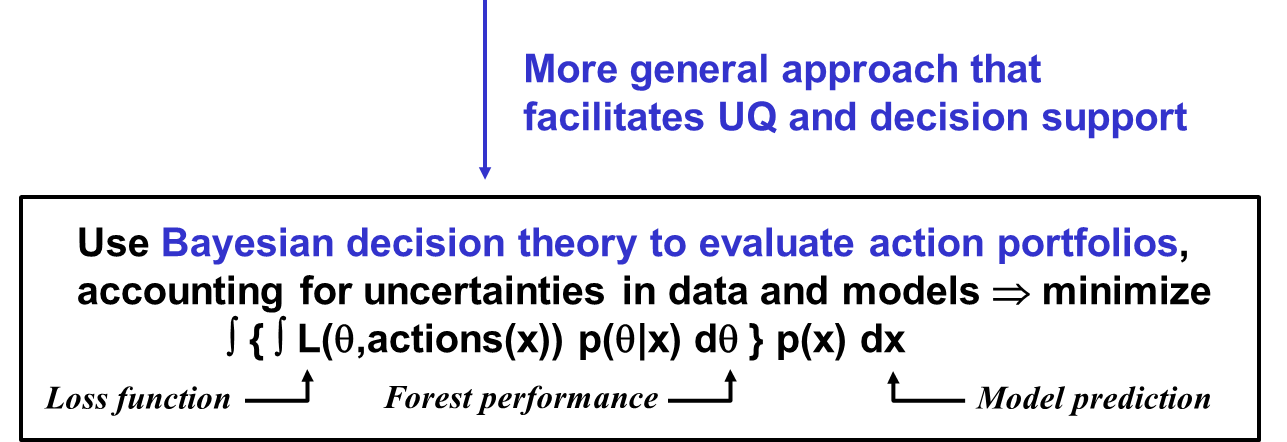 More general approach that
facilitates UQ and decision support
Use Bayesian decision theory to evaluate action portfolios,
accounting for uncertainties in data and models ⇒ minimize
∫ { ∫ L(θ,actions(x)) p(θ|x) dθ } p(x) dx
Loss function Forest performance Model prediction